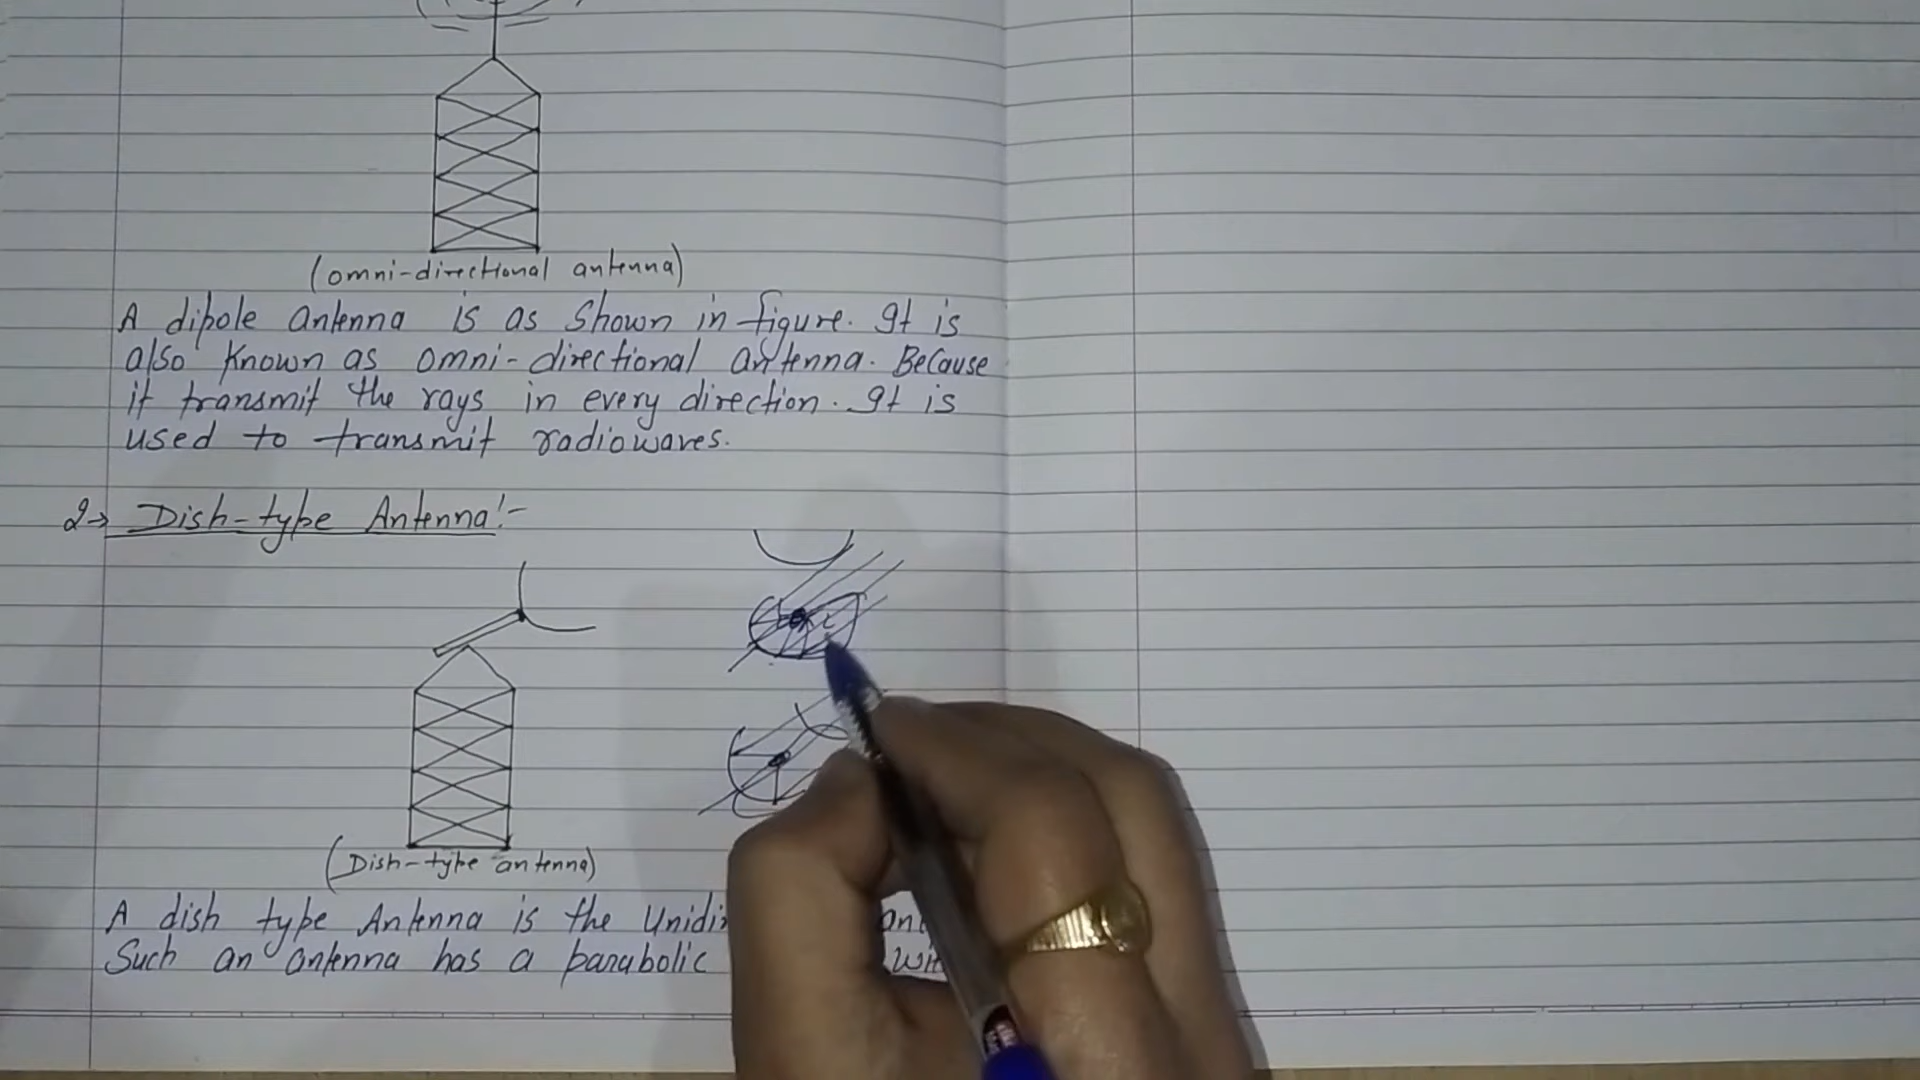 (omni-directional antenna)
A dipole antenna is as shown in figure. It is
also known as omni-directional antenna. Because
it transmit the rays in every direction. It is
used to transmit radiowaves.
2→ Dish-type Antenna:-
(Dish-type antenna)
A dish type Antenna is the
Such an antenna has a parabolic